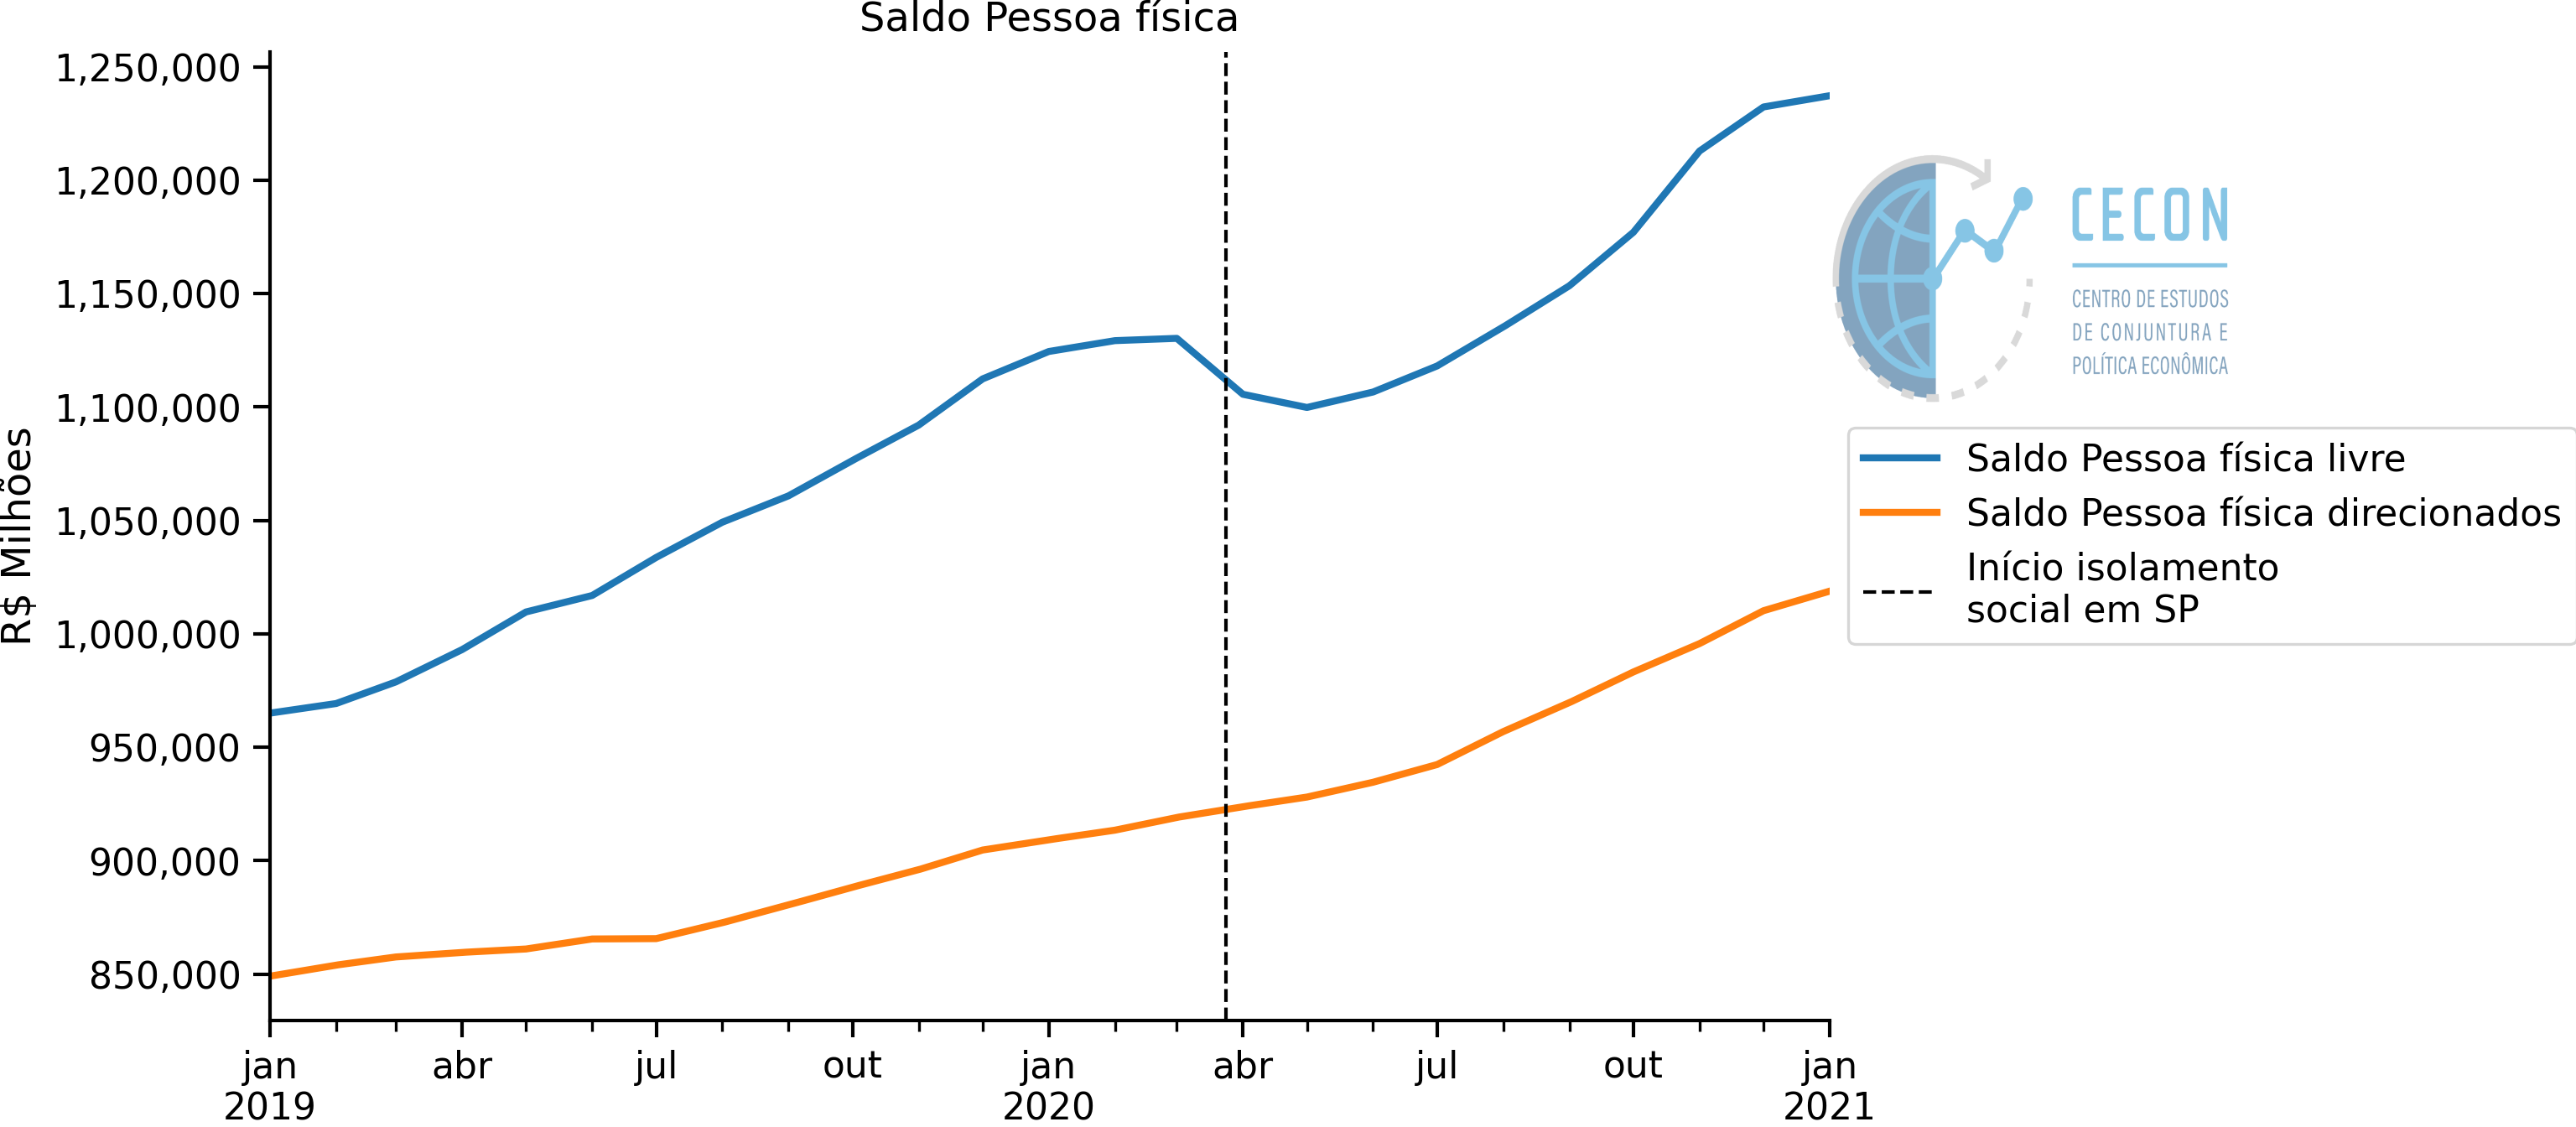 Saldo Pessoa física
R$ Milhões
1,250,000
1,200,000
1,150,000
1,100,000
1,050,000
1,000,000
950,000
900,000
850,000
jan
2019
abr
jul
out
jan
2020
abr
jul
out
jan
2021
CECON
CENTRO DE ESTUDOS
DE CONJUNTURA E
POLÍTICA ECONÔMICA
Saldo Pessoa física livre
Saldo Pessoa física direcionados
Início isolamento
social em SP